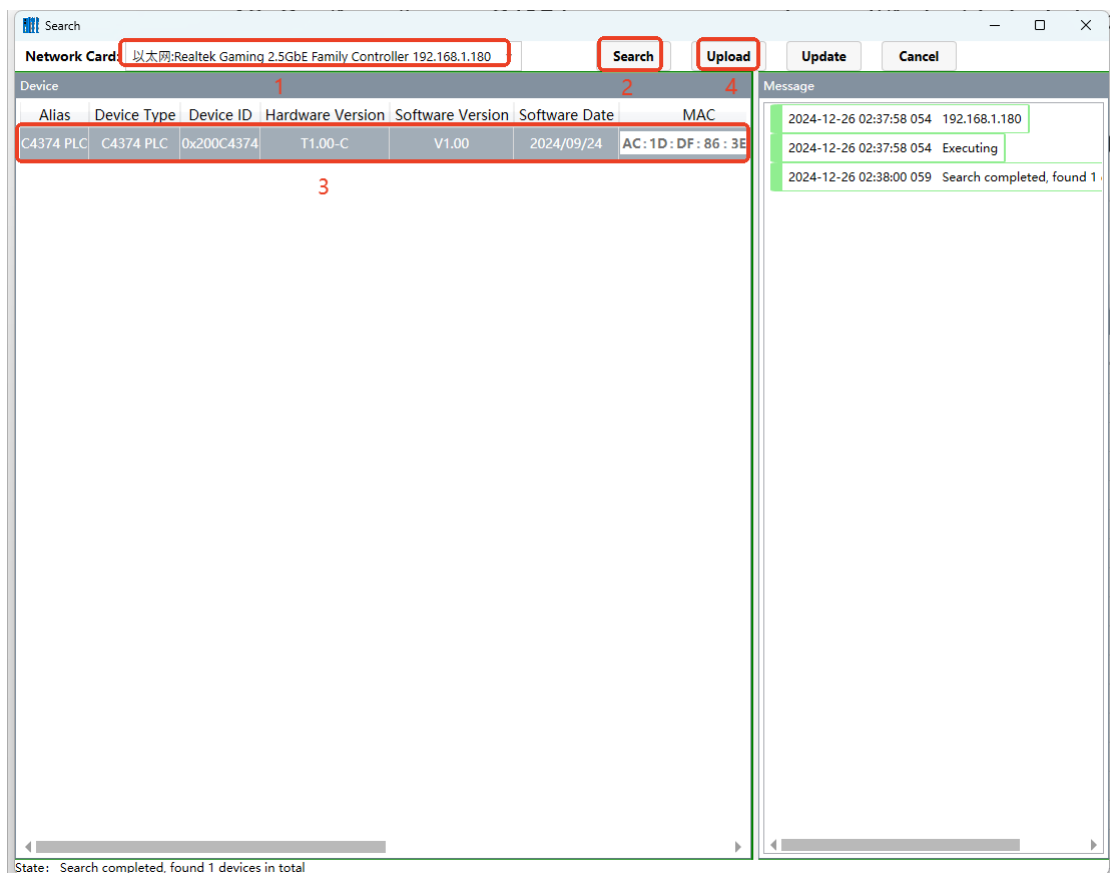 Search
Network Card: 以太网:Realtek Gaming 2.5GbE Family Controller 192.168.1.180 Search Upload Update Cancel
Device 1 2 4 Message
Alias Device Type Device ID Hardware Version Software Version Software Date MAC
C4374 PLC C4374 PLC 0x200C4374 T1.00-C V1.00 2024/09/24 AC:1D:DF:86:3E
3
2024-12-26 02:37:58 054 192.168.1.180
2024-12-26 02:37:58 054 Executing
2024-12-26 02:38:00 059 Search completed, found 1
State: Search completed, found 1 devices in total